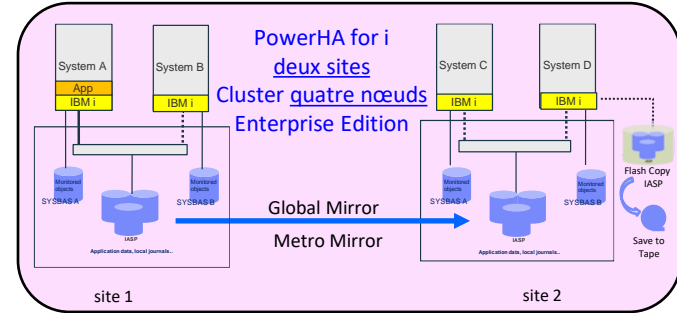 PowerHA for i
deux sites
Cluster quatre nœuds
Enterprise Edition
System A
App
IBM i
System B
IBM i
System C
IBM i
System D
IBM i
Monitored
objects
SYSBAS A
Monitored
objects
SYSBAS B
IASP
Application data, local journals..
Global Mirror
Metro Mirror
Monitored
objects
SYSBAS A
Monitored
objects
SYSBAS B
IASP
Application data, local journals..
IASP
Flash Copy
IASP
Save to
Tape
site 1
site 2